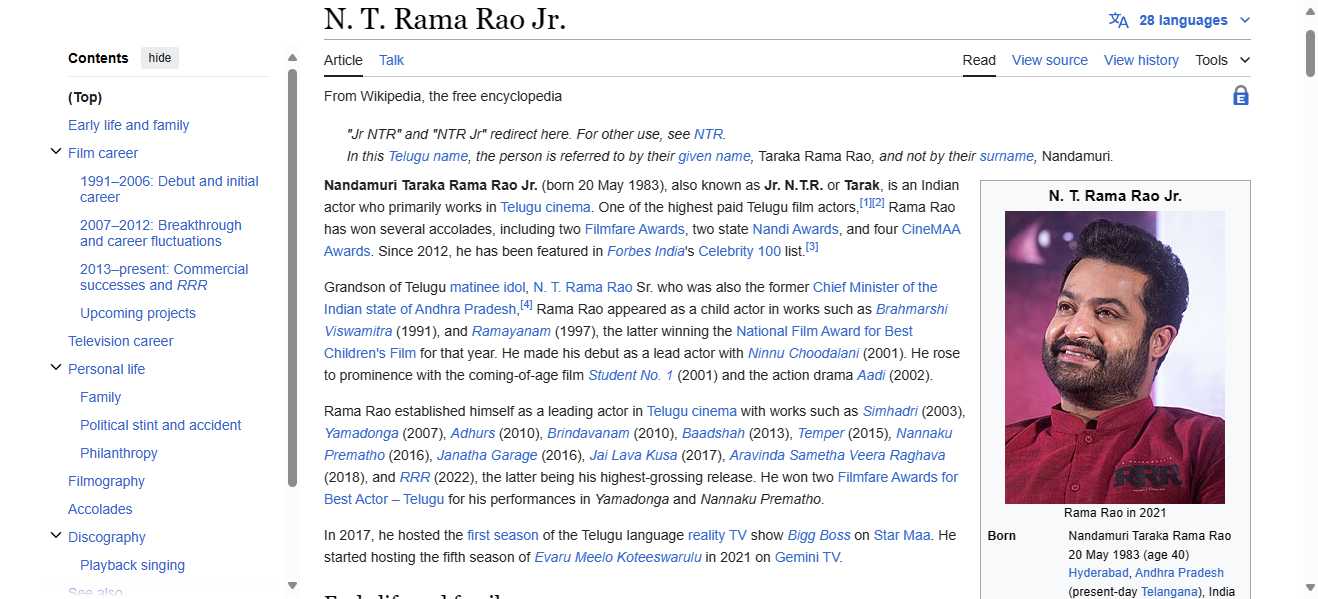 N. T. Rama Rao Jr.
28 languages
Contents hide
(Top)
Early life and family
Film career
1991–2006: Debut and initial
career
2007–2012: Breakthrough
and career fluctuations
2013–present: Commercial
successes and RRR
Upcoming projects
Television career
Personal life
Family
Political stint and accident
Philanthropy
Filmography
Accolades
Discography
Playback singing
See also
Article Talk
Read View source View history Tools
From Wikipedia, the free encyclopedia
"Jr NTR" and "NTR Jr" redirect here. For other use, see NTR.
In this Telugu name, the person is referred to by their given name, Taraka Rama Rao, and not by their surname, Nandamuri.
Nandamuri Taraka Rama Rao Jr. (born 20 May 1983), also known as Jr. N.T.R. or Tarak, is an Indian
actor who primarily works in Telugu cinema. One of the highest paid Telugu film actors,[1][2] Rama Rao
has won several accolades, including two Filmfare Awards, two state Nandi Awards, and four CineMAA
Awards. Since 2012, he has been featured in Forbes India's Celebrity 100 list.[3]
Grandson of Telugu matinee idol, N. T. Rama Rao Sr. who was also the former Chief Minister of the
Indian state of Andhra Pradesh,[4] Rama Rao appeared as a child actor in works such as Brahmarshi
Viswamitra (1991), and Ramayanam (1997), the latter winning the National Film Award for Best
Children's Film for that year. He made his debut as a lead actor with Ninnu Choodalani (2001). He rose
to prominence with the coming-of-age film Student No. 1 (2001) and the action drama Aadi (2002).
Rama Rao established himself as a leading actor in Telugu cinema with works such as Simhadri (2003),
Yamadonga (2007), Adhurs (2010), Brindavanam (2010), Baadshah (2013), Temper (2015), Nannaku
Prematho (2016), Janatha Garage (2016), Jai Lava Kusa (2017), Aravinda Sametha Veera Raghava
(2018), and RRR (2022), the latter being his highest-grossing release. He won two Filmfare Awards for
Best Actor – Telugu for his performances in Yamadonga and Nannaku Prematho.
In 2017, he hosted the first season of the Telugu language reality TV show Bigg Boss on Star Maa. He
started hosting the fifth season of Evaru Meelo Koteeswarulu in 2021 on Gemini TV.
Early life and family
N. T. Rama Rao Jr.
RRR
Rama Rao in 2021
Born Nandamuri Taraka Rama Rao
20 May 1983 (age 40)
Hyderabad, Andhra Pradesh
(present-day Telangana), India